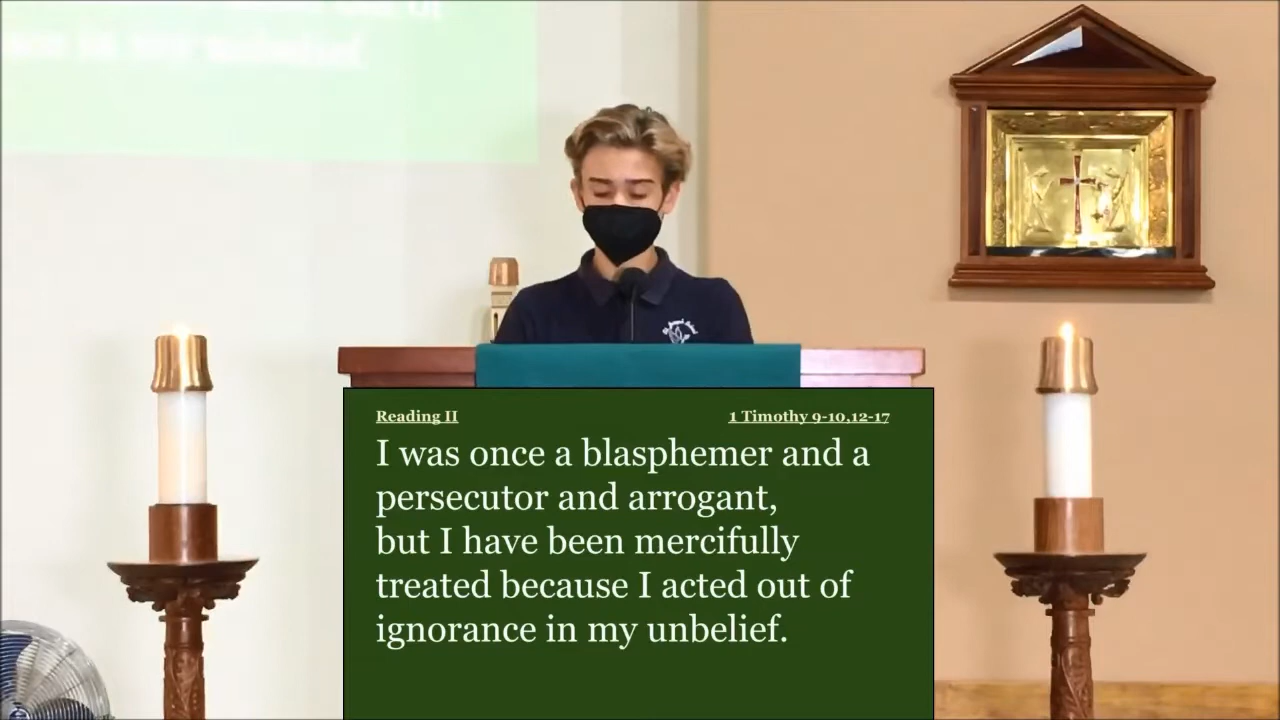 Reading II 1 Timothy 9-10,12-17
I was once a blasphemer and a
persecutor and arrogant,
but I have been mercifully
treated because I acted out of
ignorance in my unbelief.